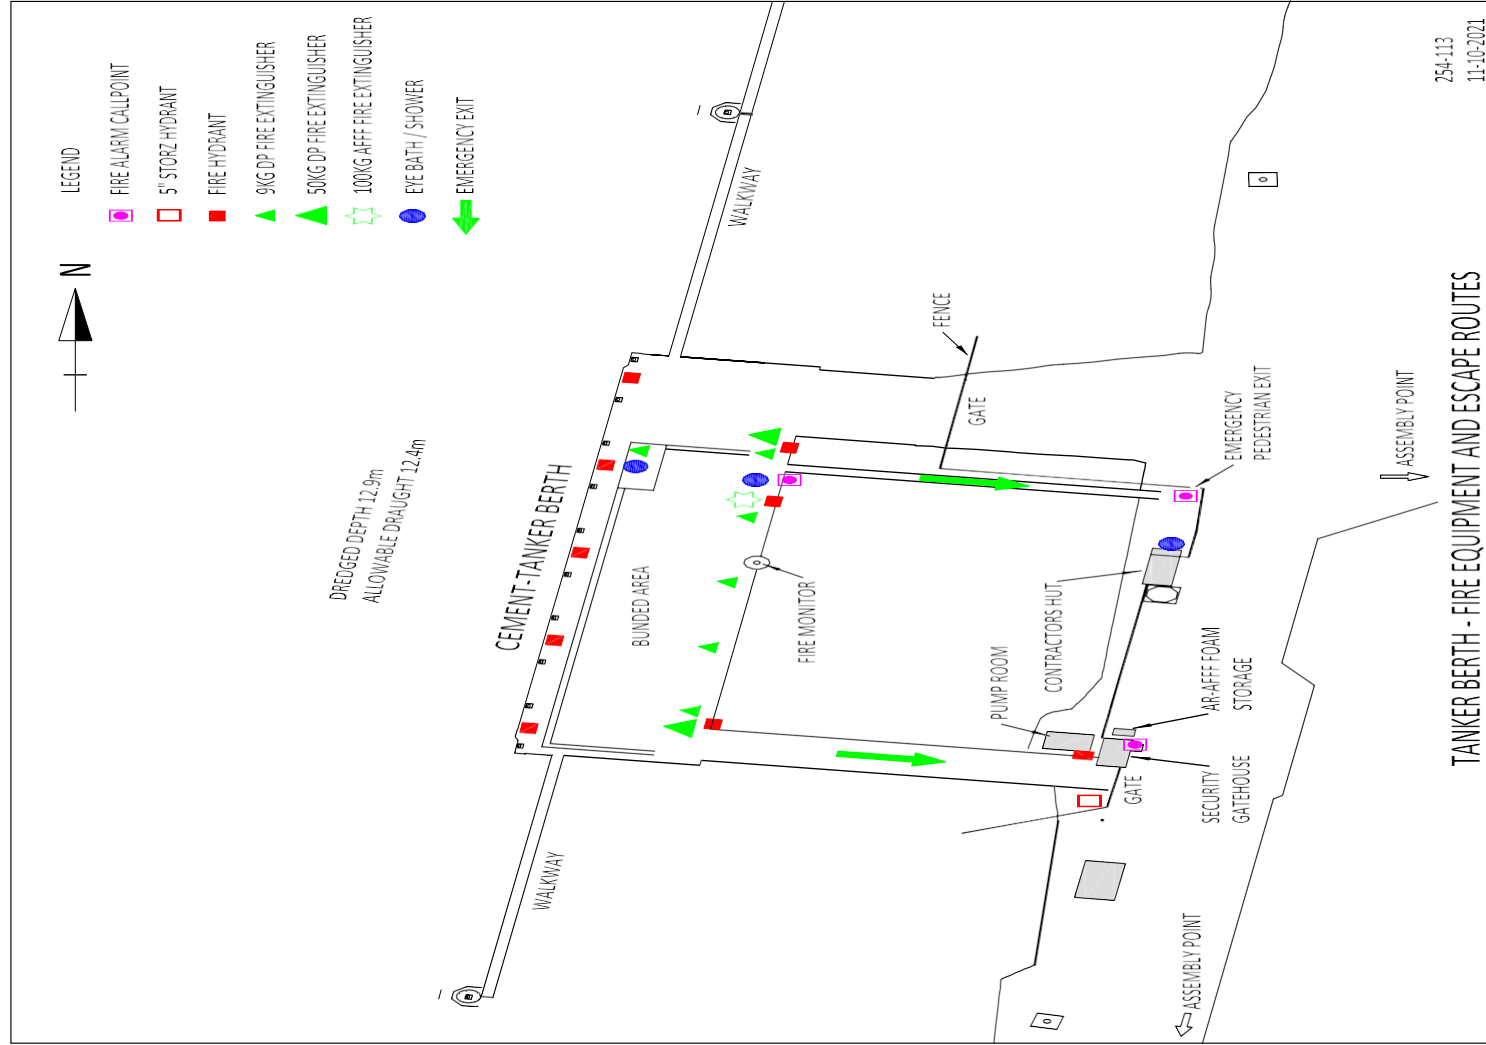 N
LEGEND
FIRE ALARM CALLPOINT
5" STORZ HYDRANT
FIRE HYDRANT
9KG DP FIRE EXTINGUISHER
50KG DP FIRE EXTINGUISHER
100KG AFFF FIRE EXTINGUISHER
EYE BATH / SHOWER
EMERGENCY EXIT
DREDGED DEPTH 12.9m
ALLOWABLE DRAUGHT 12.4m
CEMENT-TANKER BERTH
WALKWAY
WALKWAY
BUNDED AREA
FIRE MONITOR
FENCE
GATE
PUMP ROOM
CONTRACTORS HUT
GATE
SECURITY
GATEHOUSE
AR-AFFF FOAM
STORAGE
EMERGENCY
PEDESTRIAN EXIT
ASSEMBLY POINT
ASSEMBLY POINT
TANKER BERTH - FIRE EQUIPMENT AND ESCAPE ROUTES
254-113
11-10-2021